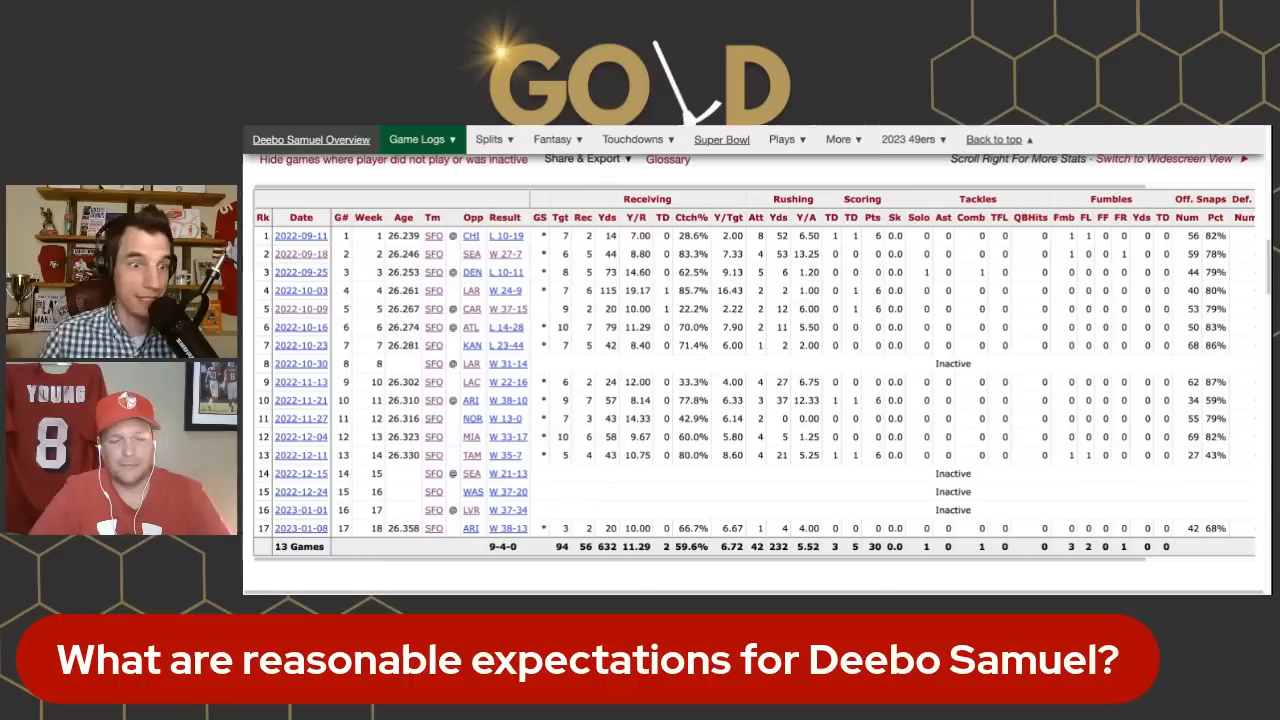 GOLD
Deebo Samuel Overview Game Logs ▼ Splits ▼ Fantasy ▼ Touchdowns ▼ Super Bowl Plays ▼ More ▼ 2023 49ers ▼ Back to top ▲
Hide games where player did not play or was inactive Share & Export ▼ Glossary Scroll Right For More Stats · Switch to Widescreen View ►
Receiving Rushing Scoring Tackles Fumbles Off. Snaps Def.
Rk Date G# Week Age Tm Opp Result GS Tgt Rec Yds Y/R TD Ctch% Y/Tgt Att Yds Y/A TD TD Pts Sk Solo Ast Comb TFL QBHits Fmb FL FF FR Yds TD Num Pct Num
1 2022-09-11 1 1 26.239 SFO @ CHI L 10-19 * 7 2 14 7.00 0 28.6% 2.00 8 52 6.50 1 1 6 0.0 0 0 0 0 0 1 1 0 0 0 0 56 82%
2 2022-09-18 2 2 26.246 SFO SEA W 27-7 * 6 5 44 8.80 0 83.3% 7.33 4 53 13.25 0 0 0 0.0 0 0 0 0 0 1 0 0 1 0 0 59 78%
3 2022-09-25 3 3 26.253 SFO @ DEN L 10-11 * 8 5 73 14.60 0 62.5% 9.13 5 6 1.20 0 0 0 0.0 1 0 1 0 0 0 0 0 0 0 0 44 79%
4 2022-10-03 4 4 26.261 SFO LAR W 24-9 * 7 6 115 19.17 1 85.7% 16.43 2 2 1.00 0 1 6 0.0 0 0 0 0 0 0 0 0 0 0 0 40 80%
5 2022-10-09 5 5 26.267 SFO @ CAR W 37-15 9 2 20 10.00 1 22.2% 2.22 2 12 6.00 0 1 6 0.0 0 0 0 0 0 0 0 0 0 0 0 53 79%
6 2022-10-16 6 6 26.274 SFO @ ATL L 14-28 * 10 7 79 11.29 0 70.0% 7.90 2 11 5.50 0 0 0 0.0 0 0 0 0 0 0 0 0 0 0 0 50 83%
7 2022-10-23 7 7 26.281 SFO KAN L 23-44 * 7 5 42 8.40 0 71.4% 6.00 1 2 2.00 0 0 0 0.0 0 0 0 0 0 0 0 0 0 0 0 68 86%
8 2022-10-30 8 8 SFO @ LAR W 31-14 Inactive
9 2022-11-13 9 10 26.302 SFO LAC W 22-16 * 6 2 24 12.00 0 33.3% 4.00 4 27 6.75 0 0 0 0.0 0 0 0 0 0 0 0 0 0 0 0 62 87%
10 2022-11-21 10 11 26.310 SFO @ ARI W 38-10 * 9 7 57 8.14 0 77.8% 6.33 3 37 12.33 1 1 6 0.0 0 0 0 0 0 0 0 0 0 0 0 34 59%
11 2022-11-27 11 12 26.316 SFO NOR W 13-0 * 7 3 43 14.33 0 42.9% 6.14 2 0 0.00 0 0 0 0.0 0 0 0 0 0 0 0 0 0 0 0 55 79%
12 2022-12-04 12 13 26.323 SFO MIA W 33-17 * 10 6 58 9.67 0 60.0% 5.80 4 5 1.25 0 0 0 0.0 0 0 0 0 0 0 0 0 0 0 0 69 82%
13 2022-12-11 13 14 26.330 SFO TAM W 35-7 * 5 4 43 10.75 0 80.0% 8.60 4 21 5.25 1 1 6 0.0 0 0 0 0 0 1 1 0 0 0 0 27 43%
14 2022-12-15 14 15 SFO @ SEA W 21-13 Inactive
15 2022-12-24 15 16 SFO WAS W 37-20 Inactive
16 2023-01-01 16 17 SFO @ LVR W 37-34 Inactive
17 2023-01-08 17 18 26.358 SFO ARI W 38-13 * 3 2 20 10.00 0 66.7% 6.67 1 4 4.00 0 0 0 0.0 0 0 0 0 0 0 0 0 0 0 0 42 68%
13 Games 9-4-0 94 56 632 11.29 2 59.6% 6.72 42 232 5.52 3 5 30 0.0 1 0 1 0 0 3 2 0 1 0 0
YOUNG
8
What are reasonable expectations for Deebo Samuel?